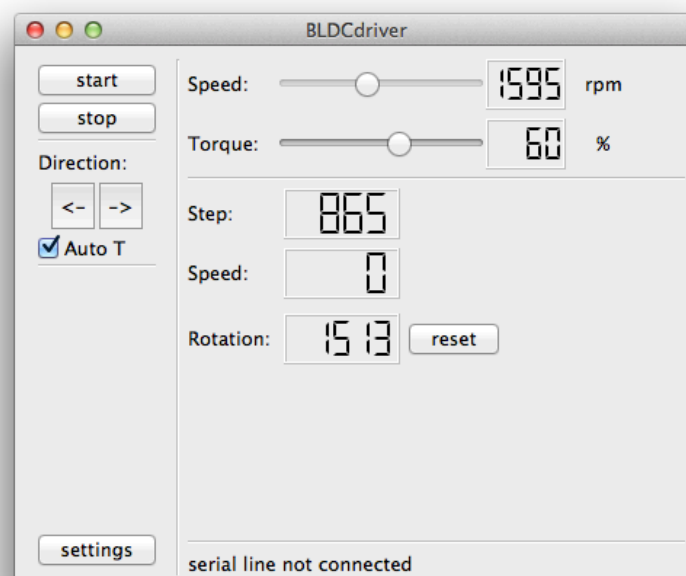 BLDCdriver
start
stop
Direction:
<- ->
Auto T
settings
Speed: 1595 rpm
Torque: 60 %
Step: 865
Speed: 0
Rotation: 1513 reset
serial line not connected